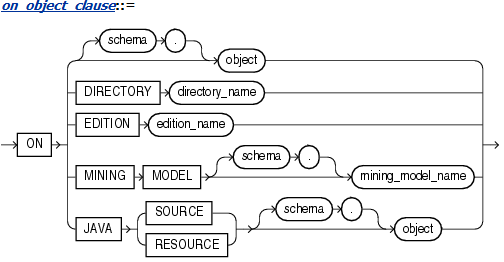 on_object_clause::=
schema .
object
DIRECTORY directory_name
EDITION edition_name
ON
schema .
MINING MODEL mining_model_name
SOURCE schema .
JAVA object
RESOURCE